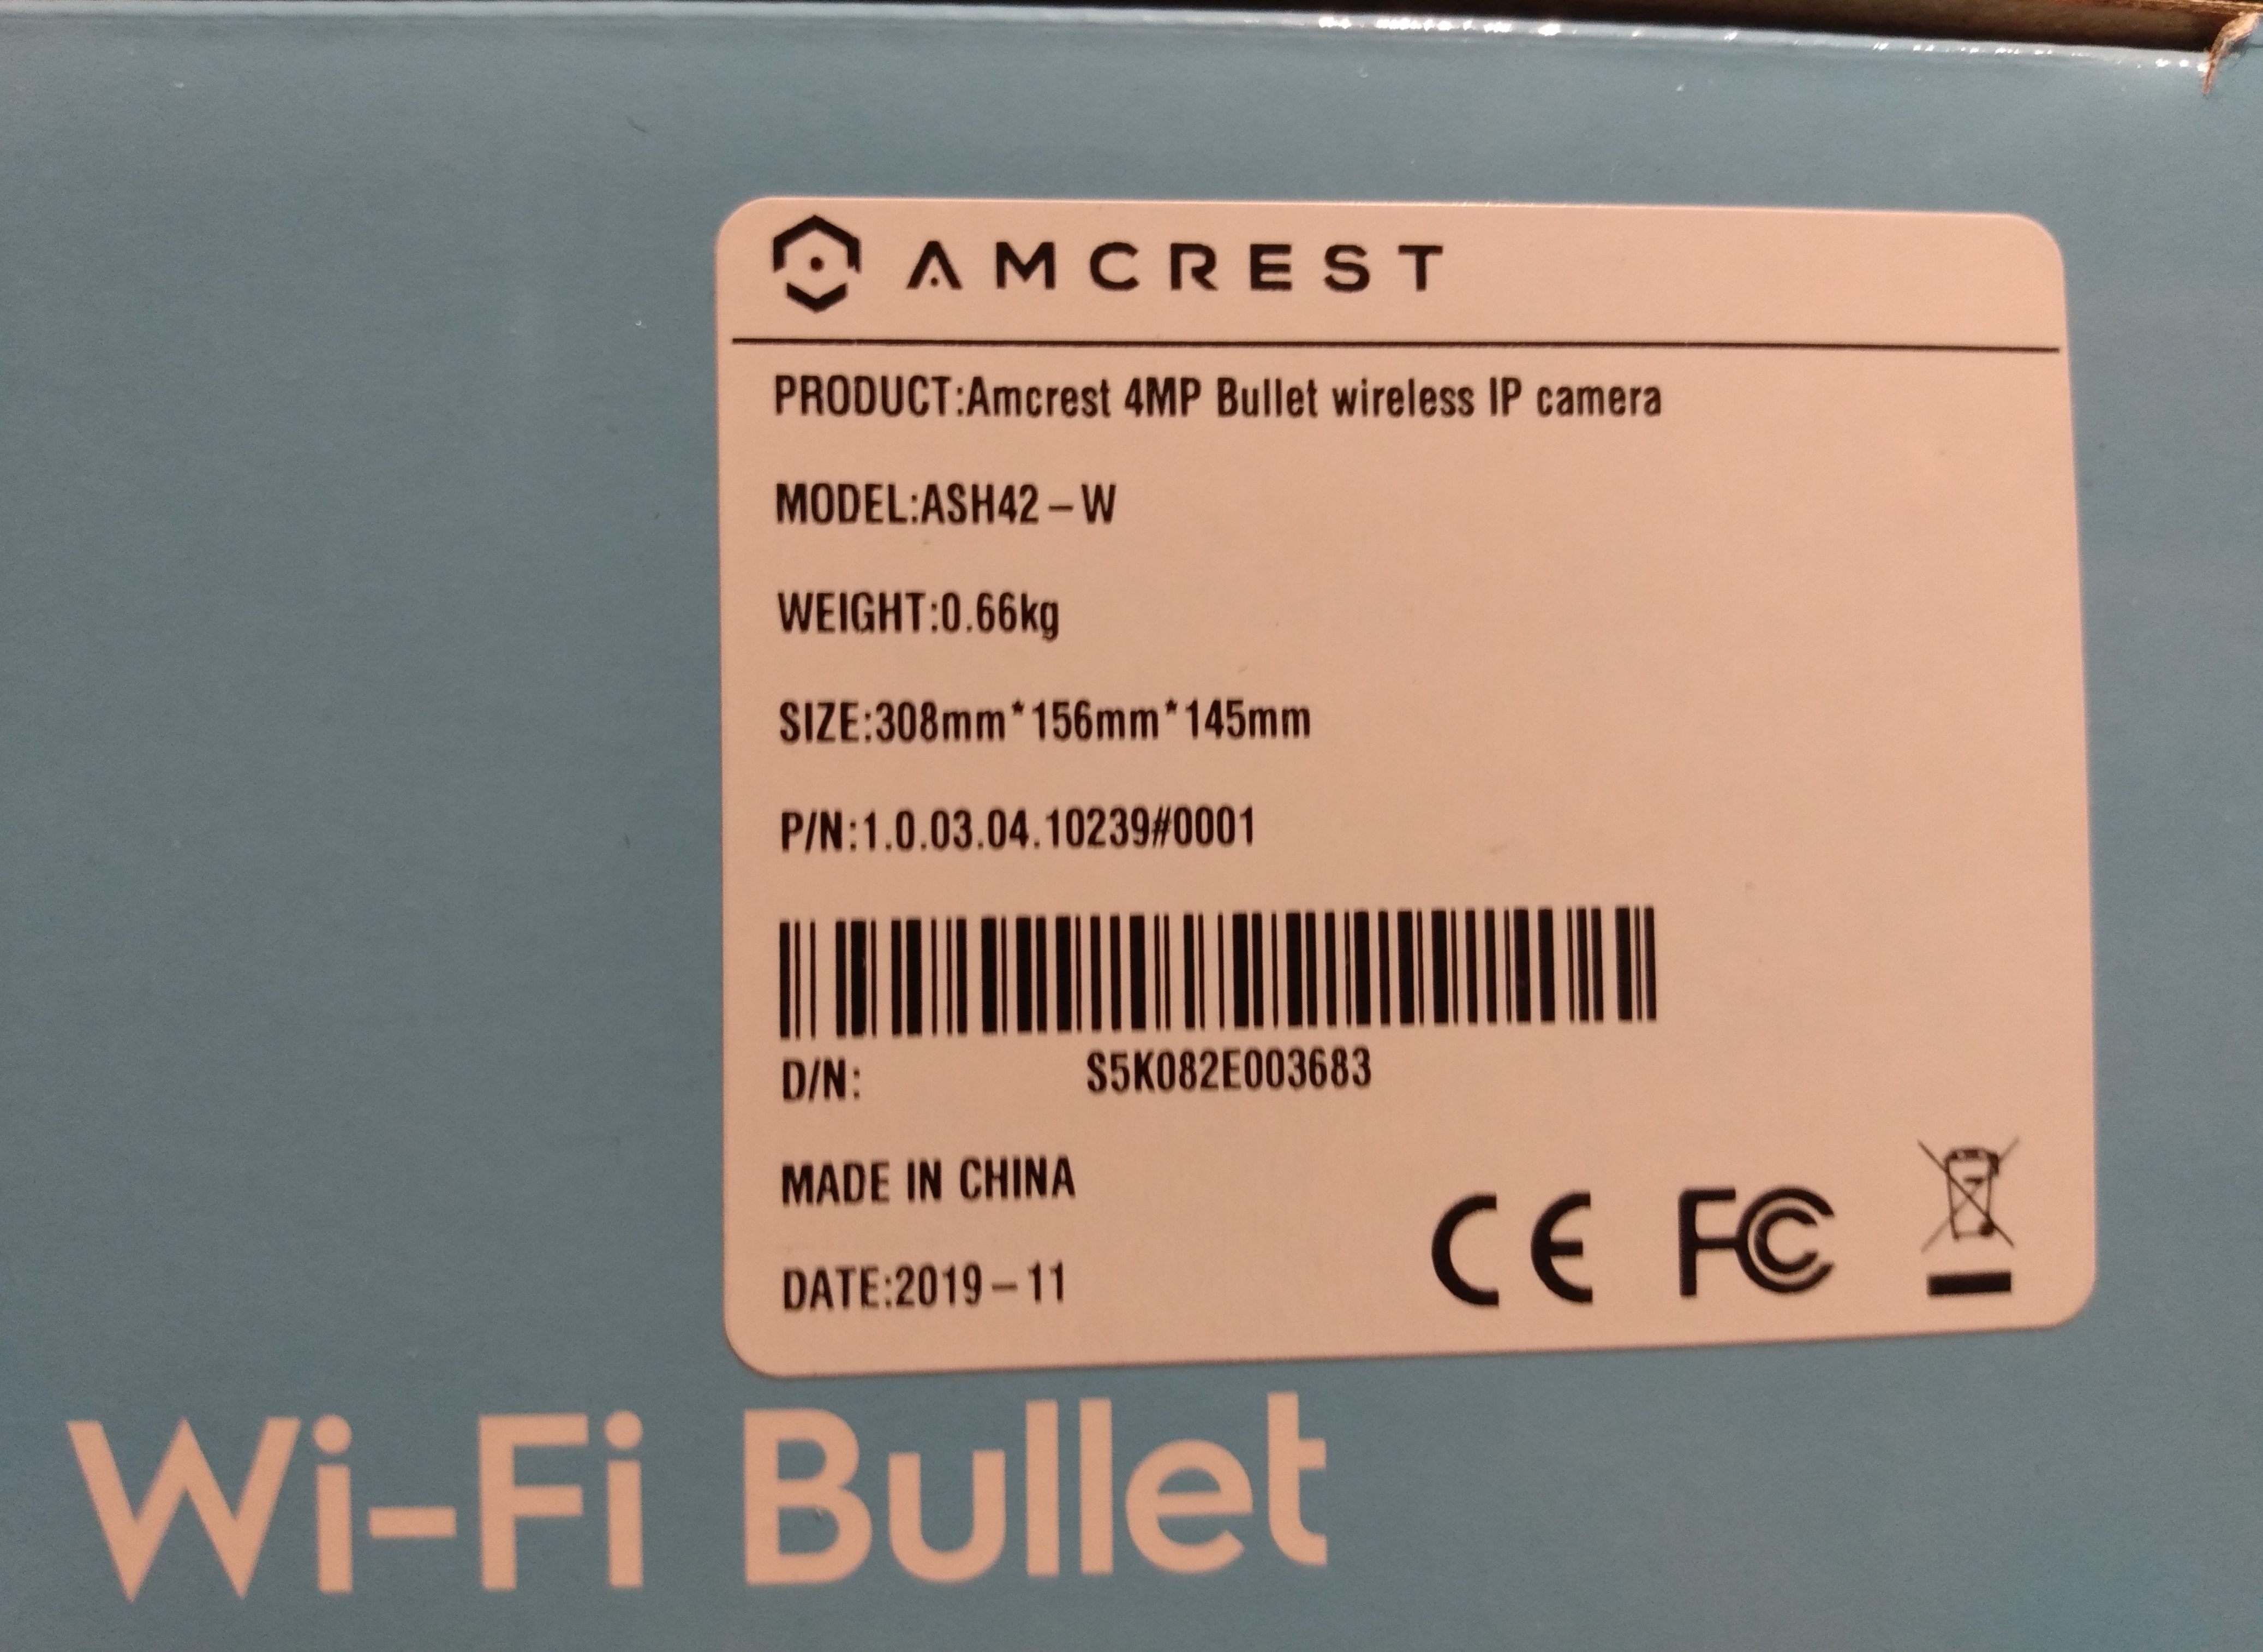 AMCREST
PRODUCT:Amcrest 4MP Bullet wireless IP camera
MODEL:ASH42-W
WEIGHT:0.66kg
SIZE:308mm*156mm*145mm
P/N:1.0.03.04.10239#0001
D/N: S5K082E003683
MADE IN CHINA
DATE:2019-11
CE FC
Wi-Fi Bullet